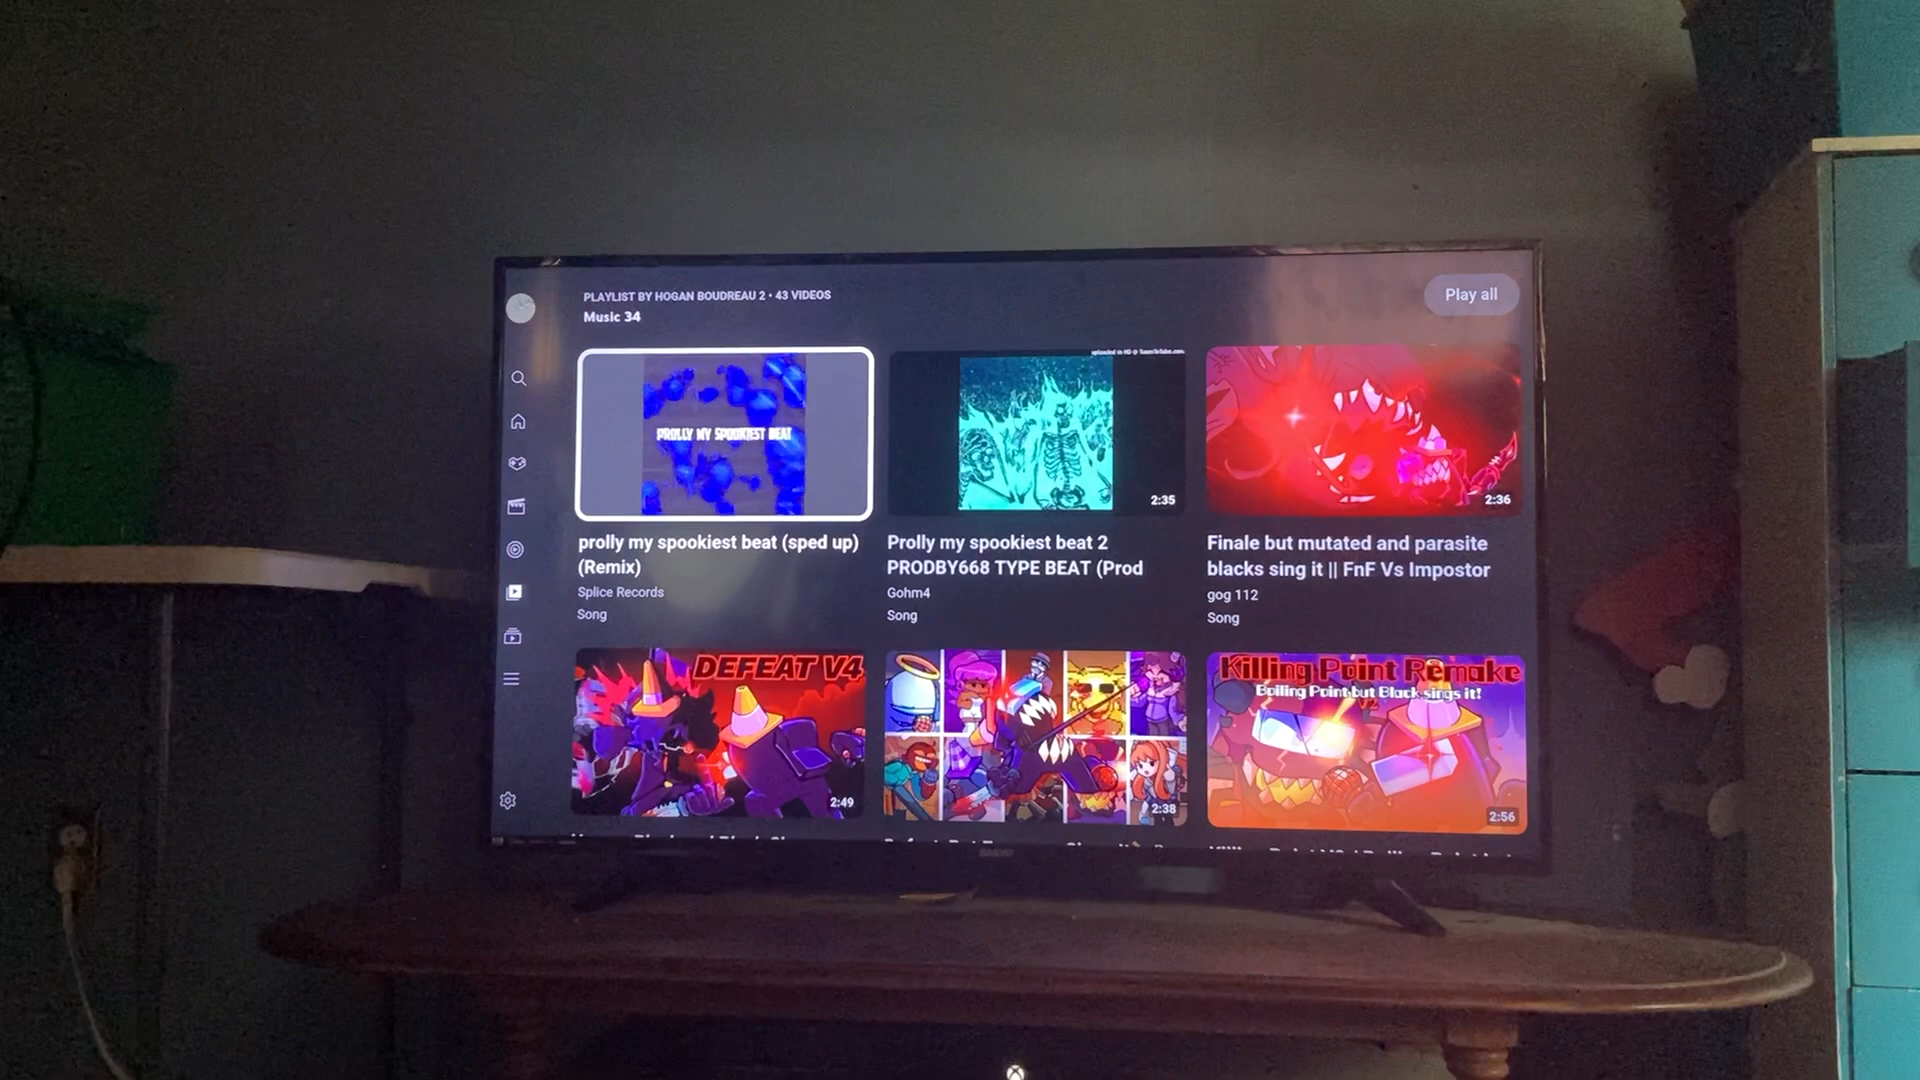 PLAYLIST BY HOGAN BOUDREAU 2 • 43 VIDEOS
Music 34
Play all
PROLLY MY SPOOKIEST BEAT
2:35
2:36
prolly my spookiest beat (sped up)
(Remix)
Splice Records
Song
Prolly my spookiest beat 2
PRODBY668 TYPE BEAT (Prod
Gohm4
Song
Finale but mutated and parasite
blacks sing it || FnF Vs Impostor
gog 112
Song
DEFEAT V4
2:49
2:38
Killing Point Remake
Boiling Point but Black sings it!
V2
2:56
SANYO